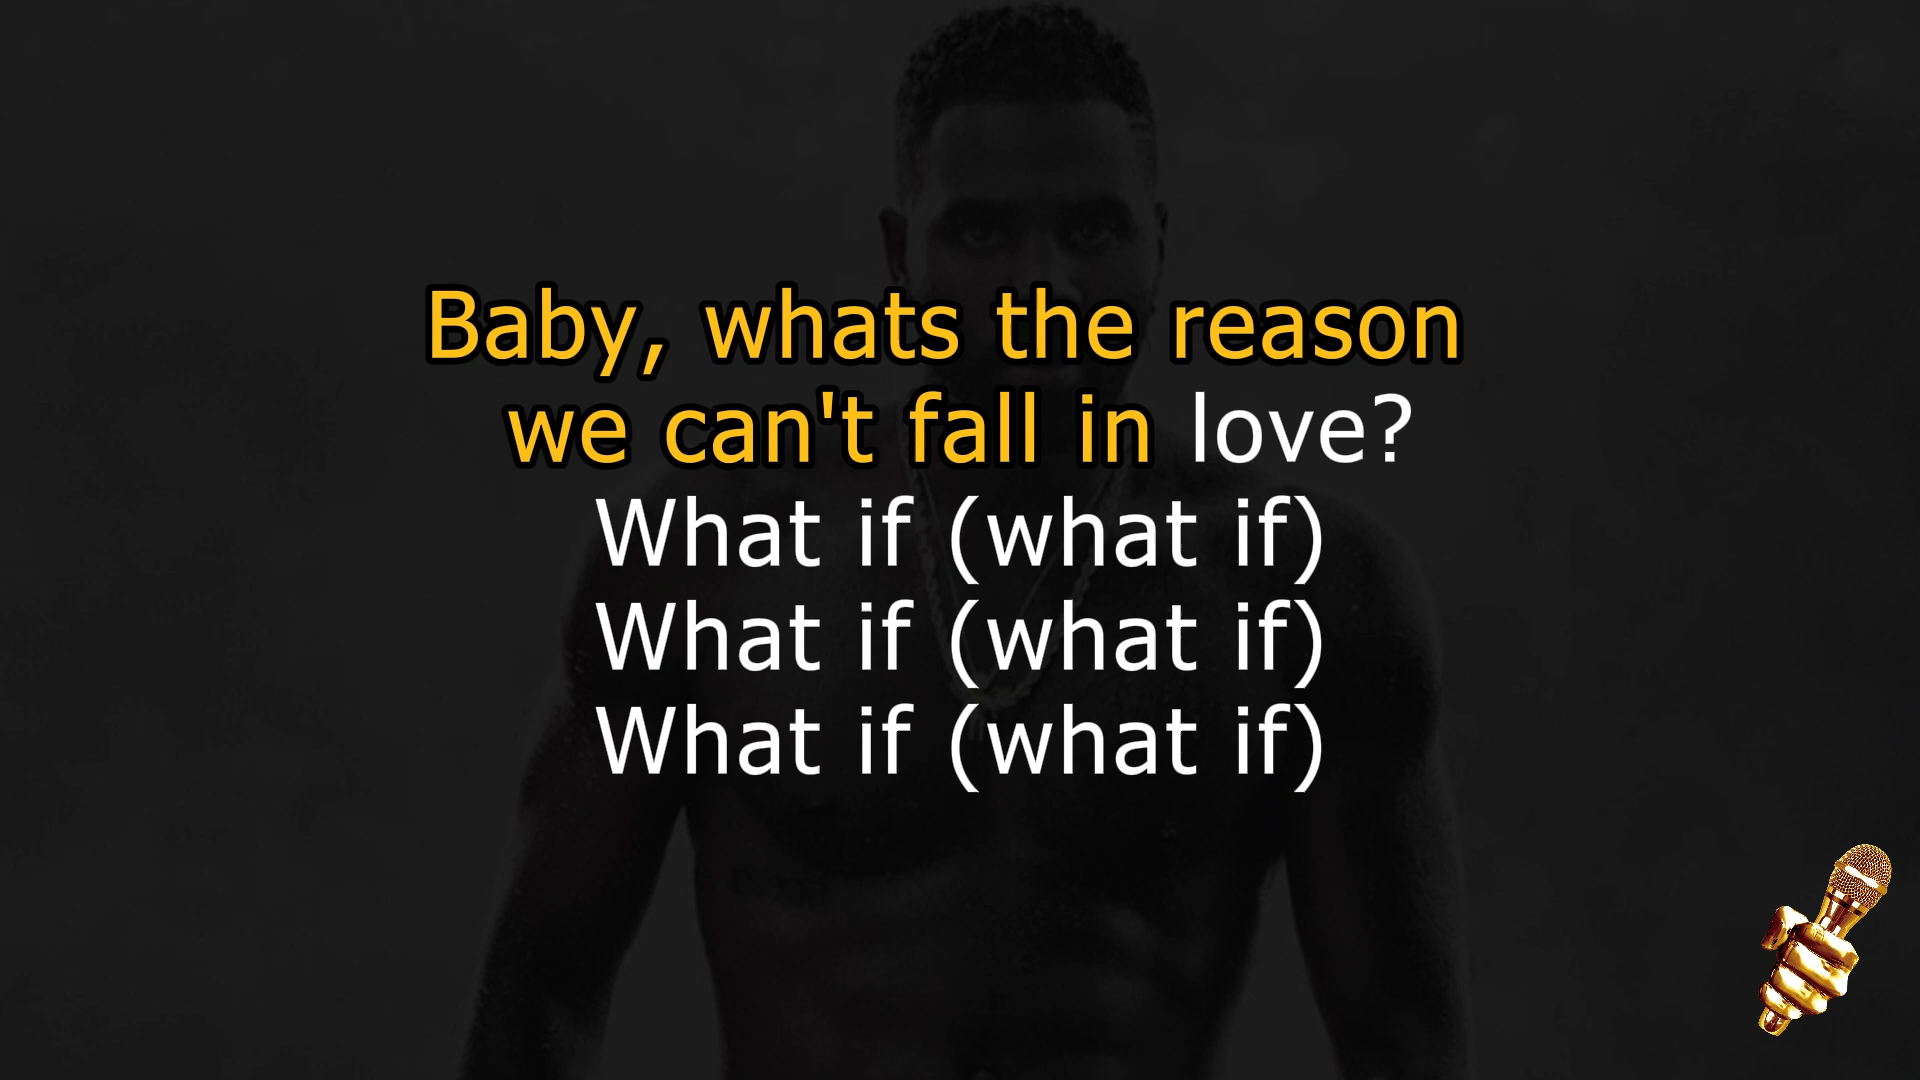 Baby, whats the reason
we can't fall in love?
What if (what if)
What if (what if)
What if (what if)